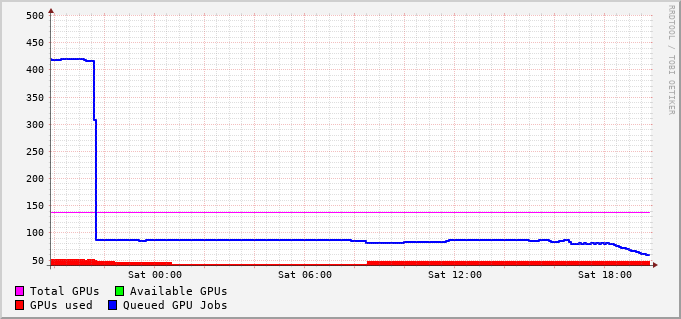 500
450
400
350
300
250
200
150
100
50
Sat 00:00 Sat 06:00 Sat 12:00 Sat 18:00
Total GPUs Available GPUs
GPUs used Queued GPU Jobs
RRDTOOL / TOBI OETIKER